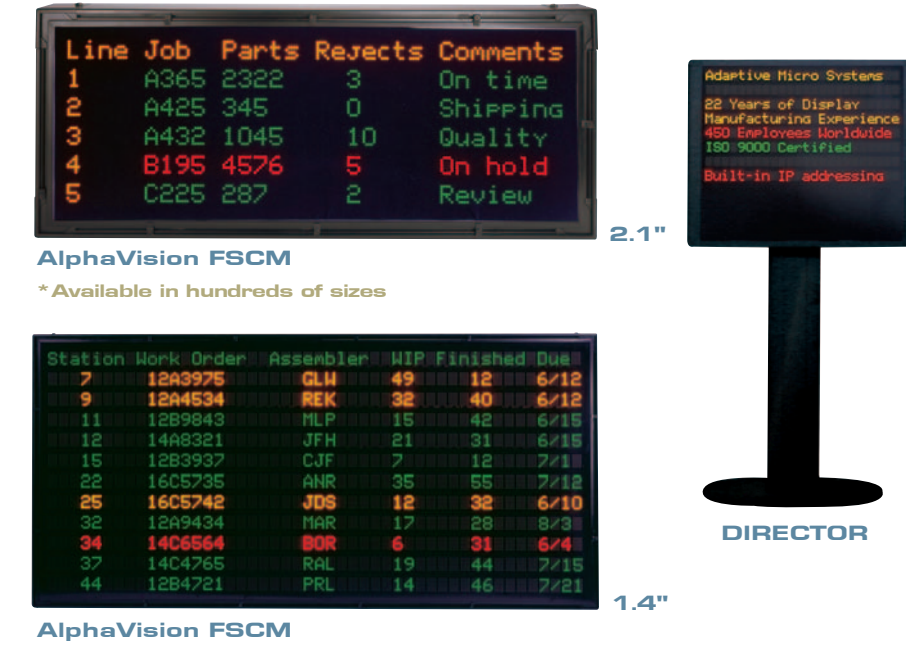 Line Job Parts Rejects Comments
1 A365 2322 3 On time
2 A425 345 0 Shipping
3 A432 1045 10 Quality
4 B195 4576 5 On hold
5 C225 287 2 Review
2.1"
AlphaVision FSCM
*Available in hundreds of sizes
Adaptive Micro Systems
22 Years of Display
Manufacturing Experience
450 Employees Worldwide
ISO 9000 Certified
Built-in IP addressing
DIRECTOR
Station Work Order Assembler WIP Finished Due
7 12A3975 GLW 49 12 6/12
9 12A4534 REK 32 40 6/12
11 12B9843 MLP 15 42 6/15
12 14A8321 JFH 21 31 6/15
15 12B3937 CJF 7 12 7/1
22 16C5735 ANR 35 55 7/12
25 16C5742 JDS 12 32 6/10
32 12A9434 MAR 17 28 8/3
34 14C6564 BOR 6 31 6/4
37 14C4765 RAL 19 44 7/15
44 12B4721 PRL 14 46 7/21
1.4"
AlphaVision FSCM